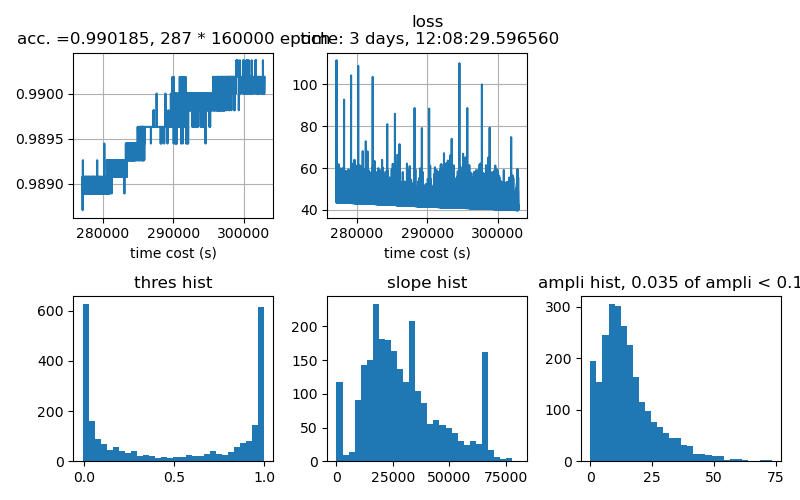 loss
acc. =0.990185, 287 * 160000 epoch
time: 3 days, 12:08:29.596560
0.9900
0.9895
0.9890
280000 290000 300000
time cost (s)
100
80
60
40
280000 290000 300000
time cost (s)
thres hist
600
400
200
0
0.0 0.5 1.0
slope hist
200
150
100
50
0
0 25000 50000 75000
ampli hist, 0.035 of ampli < 0.1
300
200
100
0
0 25 50 75